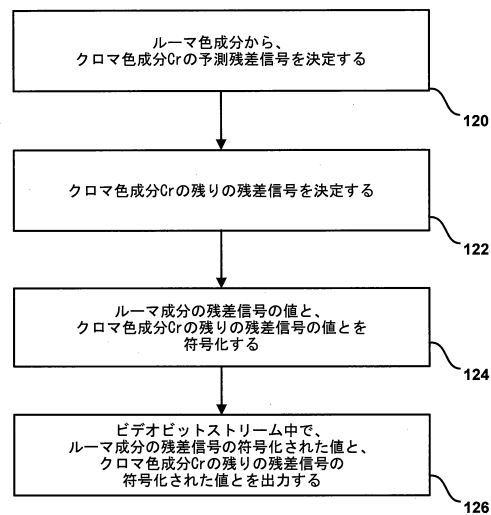 ルーマ色成分から、
クロマ色成分Crの予測残差信号を決定する
120
クロマ色成分Crの残りの残差信号を決定する
122
ルーマ成分の残差信号の値と、
クロマ色成分Crの残りの残差信号の値とを
符号化する
124
ビデオビットストリーム中で、
ルーマ成分の残差信号の符号化された値と、
クロマ色成分Crの残りの残差信号の
符号化された値とを出力する
126